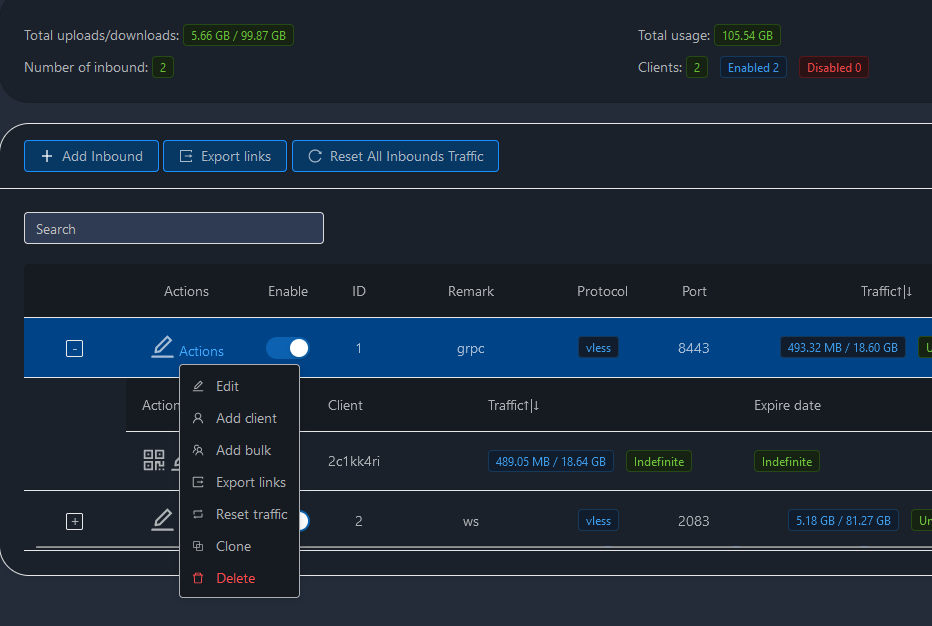 Total uploads/downloads: 5.66 GB / 99.87 GB
Total usage: 105.54 GB
Number of inbound: 2
Clients: 2 Enabled 2 Disabled 0
+ Add Inbound Export links Reset All Inbounds Traffic
Search
Actions Enable ID Remark Protocol Port Traffic↑|↓
- Actions 1 grpc vless 8443 493.32 MB / 18.60 GB
Client Traffic↑|↓ Expire date
2c1kk4ri 489.05 MB / 18.64 GB Indefinite Indefinite
+ 2 ws vless 2083 5.18 GB / 81.27 GB
Edit
Add client
Add bulk
Export links
Reset traffic
Clone
Delete